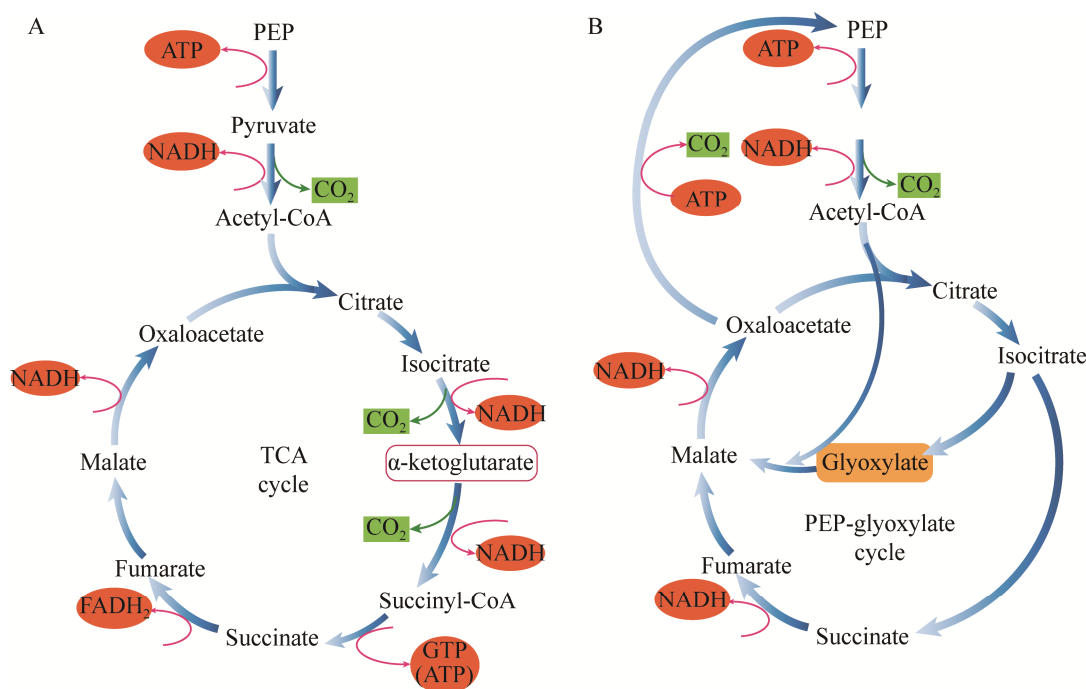 A
PEP
ATP
Pyruvate
NADH
CO₂
Acetyl-CoA
Citrate
Oxaloacetate
Isocitrate
NADH
CO₂
NADH
TCA
cycle
Malate
α-ketoglutarate
CO₂
NADH
Fumarate
FADH₂
Succinyl-CoA
Succinate
GTP
(ATP)
B
PEP
ATP
CO₂
NADH
CO₂
ATP
Acetyl-CoA
Citrate
Oxaloacetate
Isocitrate
NADH
Malate
Glyoxylate
PEP-glyoxylate
cycle
Fumarate
NADH
Succinate